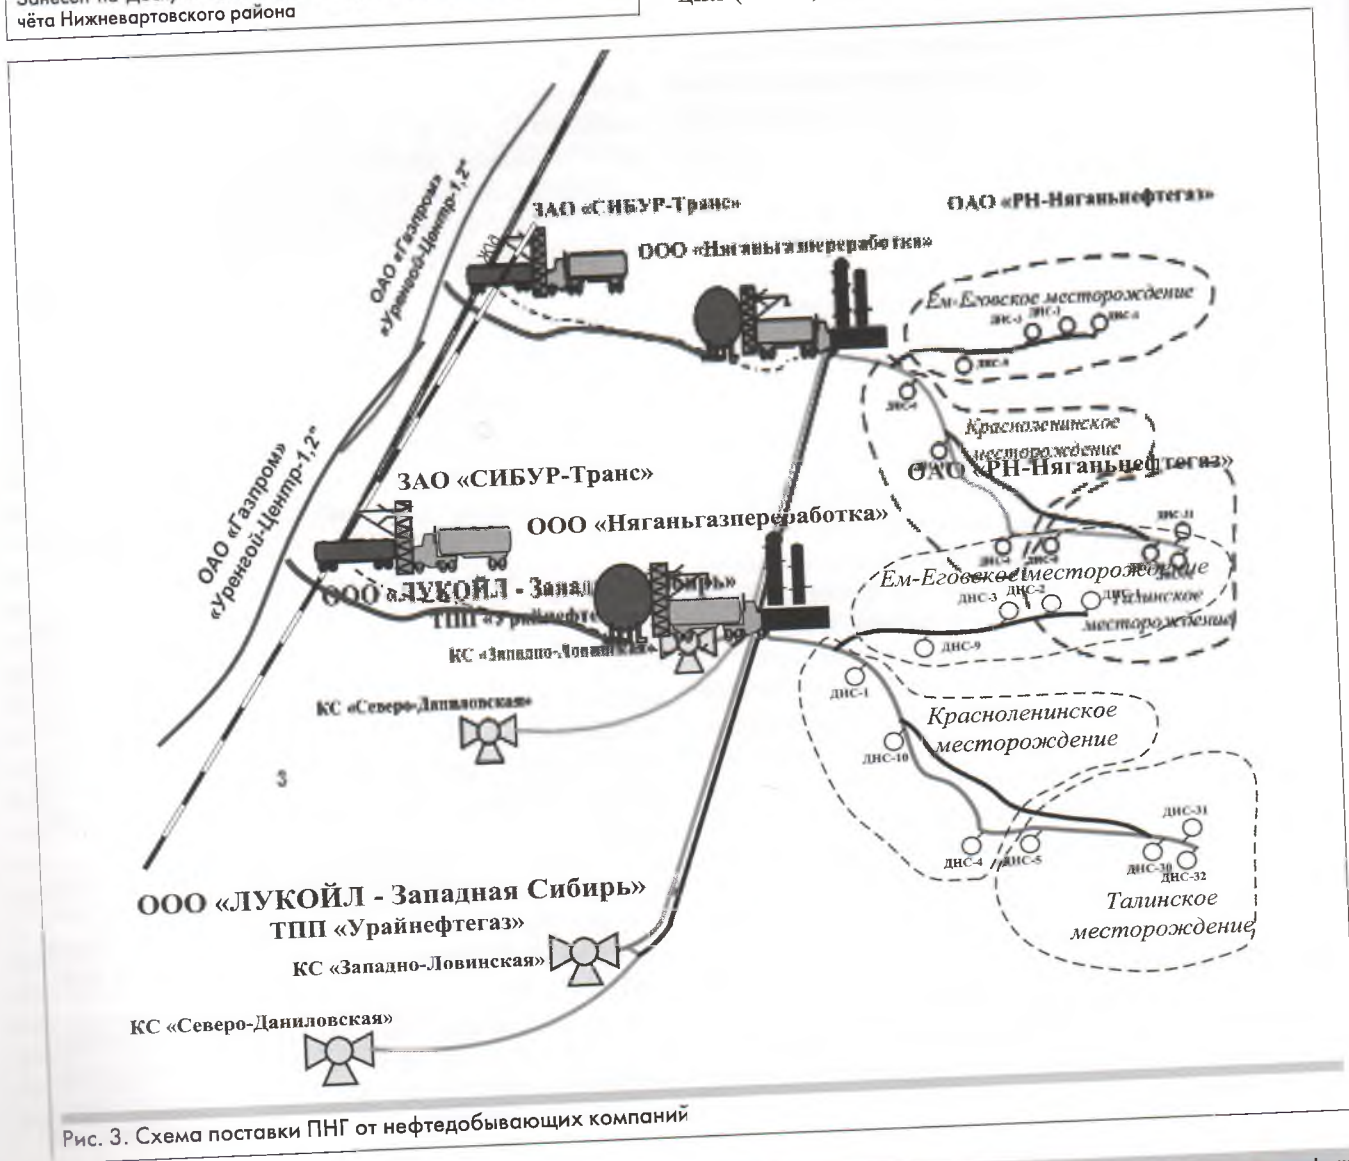 чёта Нижневартовского района
ОАО «Газпром»
«Уренгой-Центр-1,2"
ЗАО «СИБУР-Транс»
ОАО «РН-Няганьнефтегаз»
ООО «Няганьгазпереработка»
Ем-Еговское месторождение
Красноленинское
месторождение
ОАО «РН-Няганьнефтегаз»
ОАО «Газпром»
«Уренгой-Центр-1,2"
ЗАО «СИБУР-Транс»
ООО «Няганьгазпереработка»
Ем-Еговское месторождение
ДНС-3
ДНС-2
Талинское
месторождение
ООО «ЛУКОЙЛ - Запад
КС «Западно-Ловинская»
ДНС-9
ДНС-1
КС «Северо-Даниловская»
Красноленинское
месторождение
ДНС-10
3
ДНС-31
ДНС-4
ДНС-5
ДНС-30
ДНС-32
ООО «ЛУКОЙЛ - Западная Сибирь»
ТПП «Урайнефтегаз»
Талинское
месторождение
КС «Западно-Ловинская»
КС «Северо-Даниловская»
Рис. 3. Схема поставки ПНГ от нефтедобывающих компаний